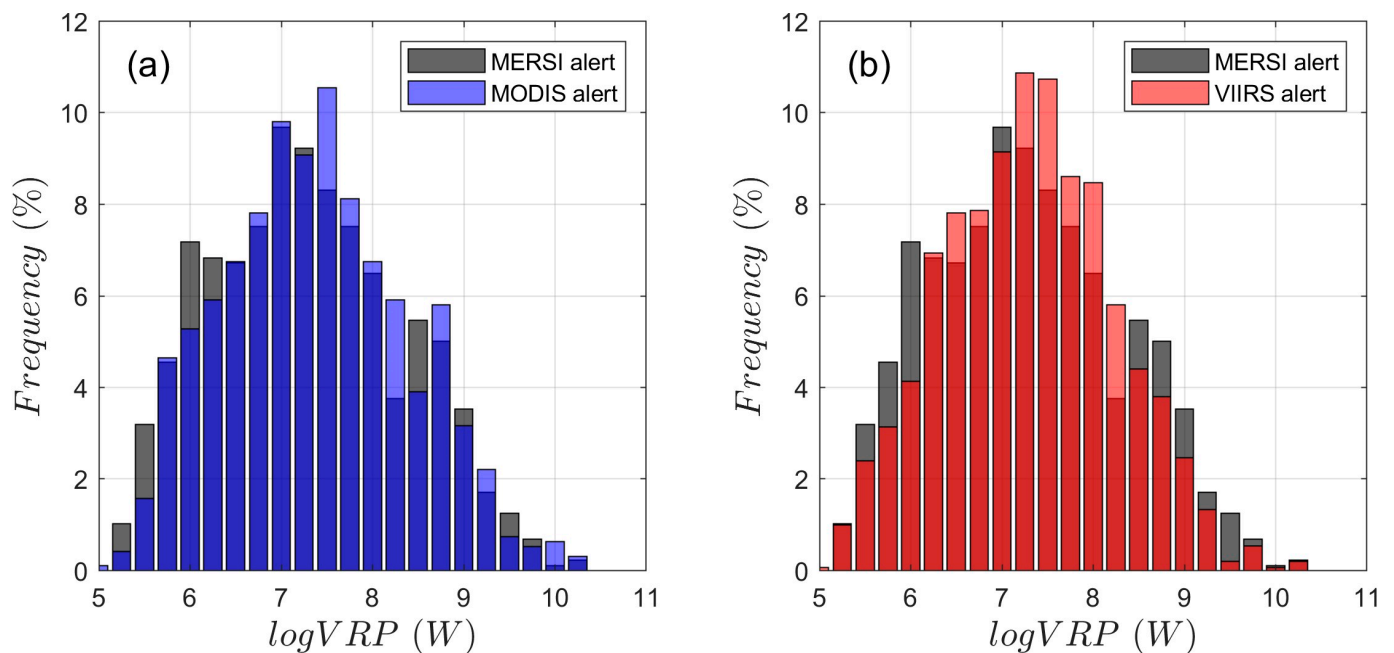 (a)
MERSI alert
MODIS alert
12
10
8
6
4
2
0
Frequency (%)
5 6 7 8 9 10 11
logVRP (W)
(b)
MERSI alert
VIIRS alert
12
10
8
6
4
2
0
Frequency (%)
5 6 7 8 9 10 11
logVRP (W)